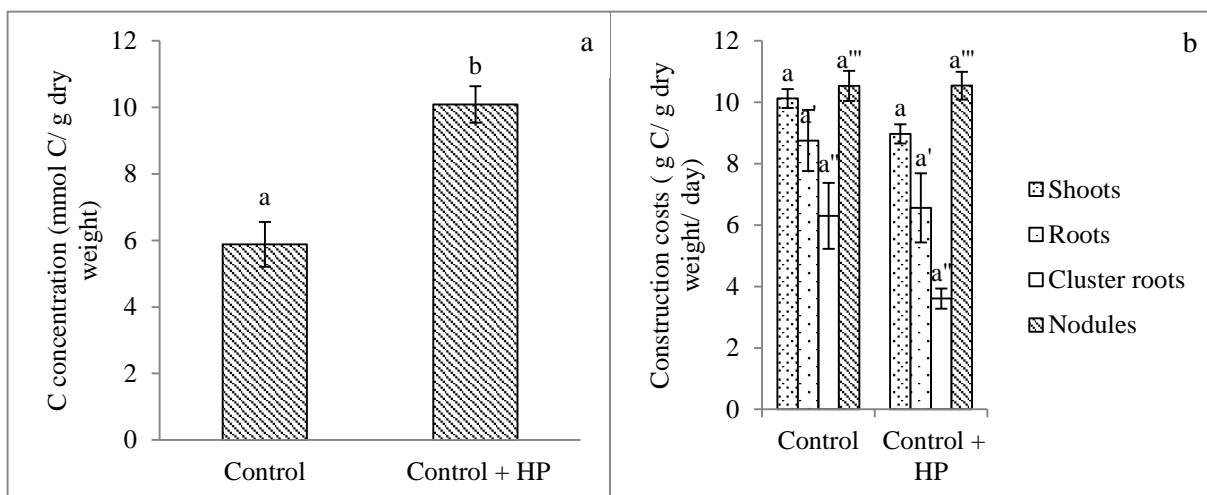 a
C concentration (mmol C/ g dry
weight)
12
10
8
6
4
2
0
a
b
Control
Control + HP
b
Construction costs ( g C/ g dry
weight/ day)
12
10
8
6
4
2
0
a
a'
a''
a'''
a
a'
a''
a'''
Control
Control +
HP
Shoots
Roots
Cluster roots
Nodules